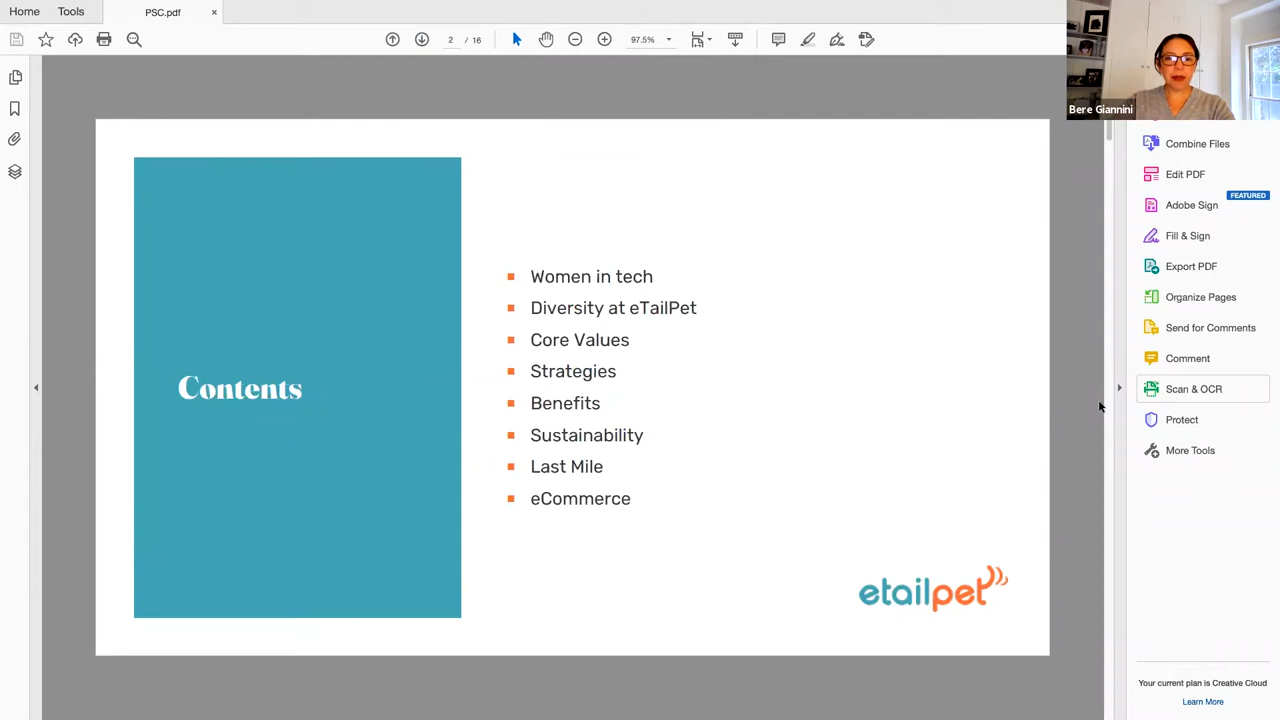 Home
Tools
PSC.pdf
2 / 16
97.5%
Bere Giannini
Combine Files
Edit PDF
FEATURED
Adobe Sign
Fill & Sign
Export PDF
Organize Pages
Send for Comments
Comment
Scan & OCR
Protect
More Tools
Contents
Women in tech
Diversity at eTailPet
Core Values
Strategies
Benefits
Sustainability
Last Mile
eCommerce
etailpet
Your current plan is Creative Cloud
Learn More